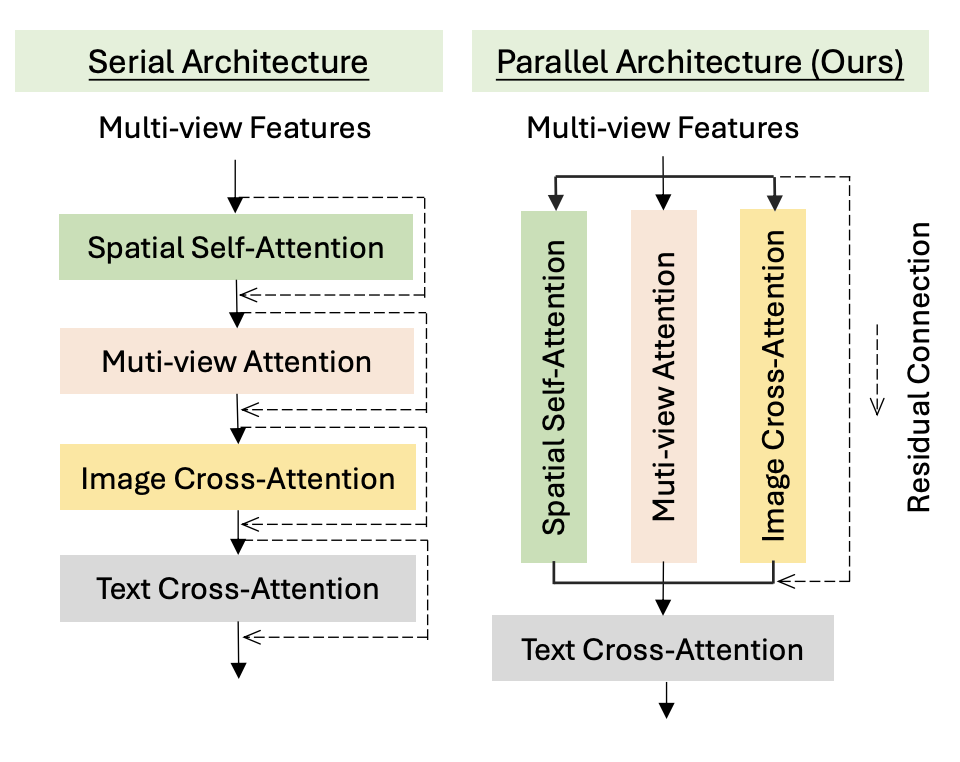 Serial Architecture
Multi-view Features
Spatial Self-Attention
Muti-view Attention
Image Cross-Attention
Text Cross-Attention
Parallel Architecture (Ours)
Multi-view Features
Spatial Self-Attention
Muti-view Attention
Image Cross-Attention
Residual Connection
Text Cross-Attention